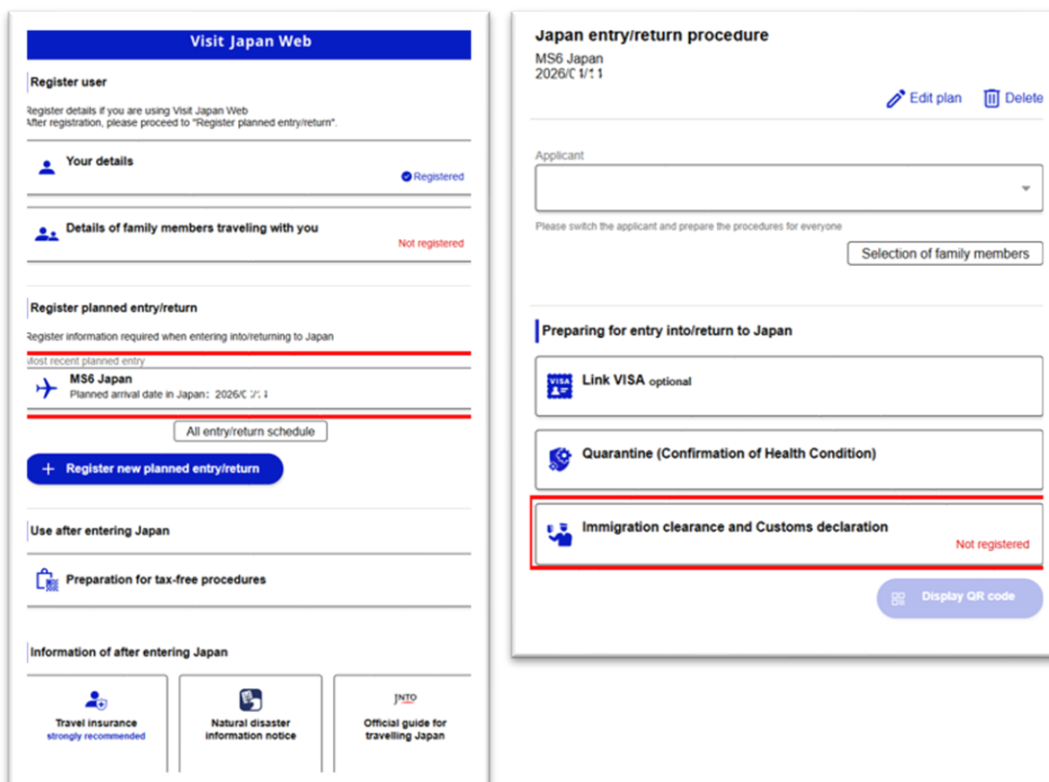 Visit Japan Web
Register user
Register details if you are using Visit Japan Web
After registration, please proceed to "Register planned entry/return".
Your details
Registered
Details of family members traveling with you
Not registered
Register planned entry/return
Register information required when entering into/returning to Japan
Most recent planned entry
MS6 Japan
Planned arrival date in Japan:
All entry/return schedule
+ Register new planned entry/return
Use after entering Japan
Preparation for tax-free procedures
Information of after entering Japan
Travel insurance
strongly recommended
Natural disaster
information notice
JNTO
Official guide for
travelling Japan
Japan entry/return procedure
MS6 Japan
Edit plan
Delete
Applicant
Please switch the applicant and prepare the procedures for everyone
Selection of family members
Preparing for entry into/return to Japan
VISA
Link VISA optional
Quarantine (Confirmation of Health Condition)
Immigration clearance and Customs declaration
Not registered
Display QR code